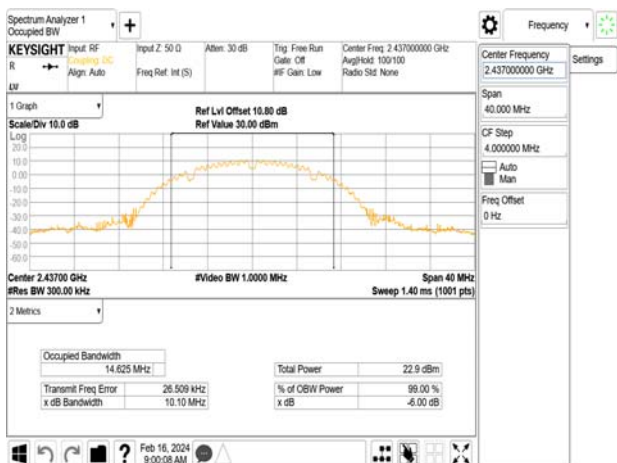 Spectrum Analyzer 1
Occupied BW
Frequency
KEYSIGHT
R
LVI
Input: RF
Coupling: DC
Align: Auto
Input Z: 50 Ω
Freq Ref: Int (S)
Atten: 30 dB
Trig: Free Run
Gate: Off
#IF Gain: Low
Center Freq: 2.437000000 GHz
Avg|Hold: 100/100
Radio Std: None
Center Frequency
2.437000000 GHz
Settings
Span
40.000 MHz
CF Step
4.000000 MHz
Auto
Man
Freq Offset
0 Hz
1 Graph
Scale/Div 10.0 dB
Ref Lvl Offset 10.80 dB
Ref Value 30.00 dBm
Log
20.0
10.0
0.00
-10.0
-20.0
-30.0
-40.0
-50.0
-60.0
Center 2.43700 GHz
#Res BW 300.00 kHz
#Video BW 1.0000 MHz
Span 40 MHz
Sweep 1.40 ms (1001 pts)
2 Metrics
Occupied Bandwidth
14.625 MHz
Total Power 22.9 dBm
Transmit Freq Error 26.509 kHz
% of OBW Power 99.00 %
x dB Bandwidth 10.10 MHz
x dB -6.00 dB
?
Feb 16, 2024
9:00:08 AM